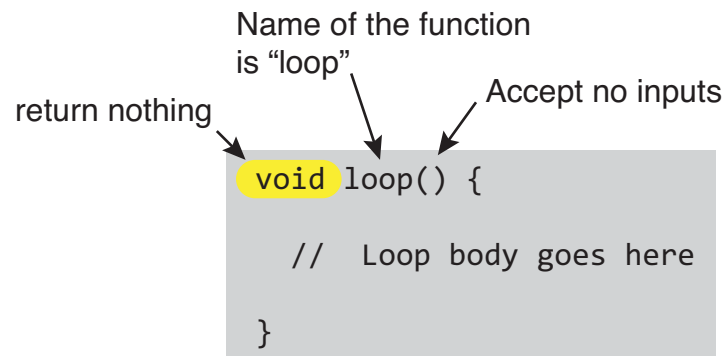 Name of the function
is “loop”
Accept no inputs
return nothing
void loop() {
//  Loop body goes here
}